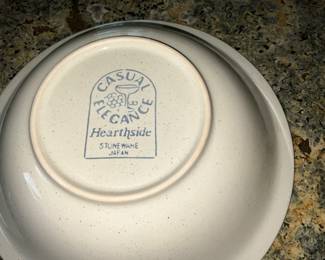 CASUAL
ELEGANCE
Hearthside
STONEWARE
JAPAN